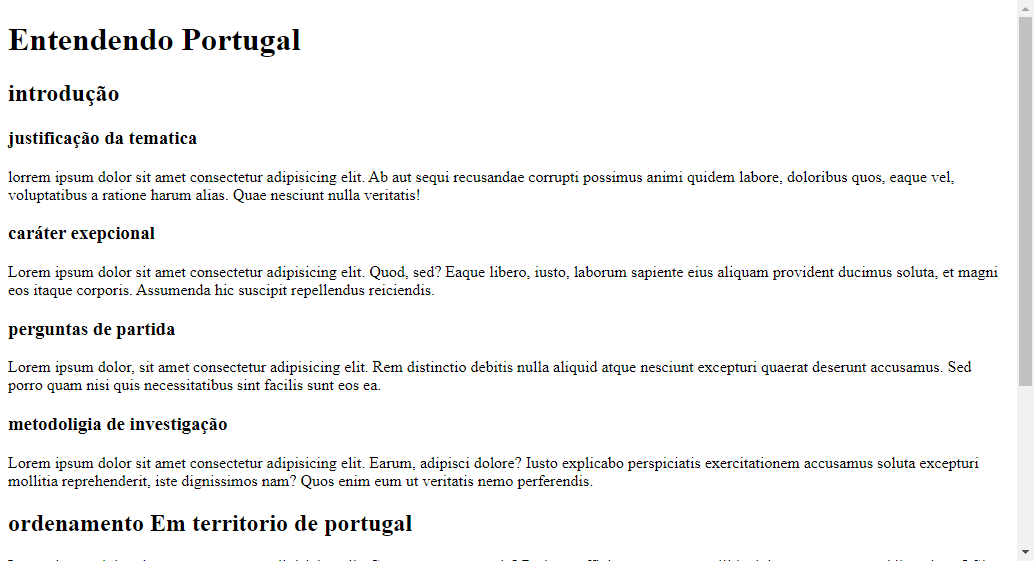 Entendendo Portugal
introdução
justificação da tematica
lorrem ipsum dolor sit amet consectetur adipisicing elit. Ab aut sequi recusandae corrupti possimus animi quidem labore, doloribus quos, eaque vel,
voluptatibus a ratione harum alias. Quae nesciunt nulla veritatis!
caráter exepcional
Lorem ipsum dolor sit amet consectetur adipisicing elit. Quod, sed? Eaque libero, iusto, laborum sapiente eius aliquam provident ducimus soluta, et magni
eos itaque corporis. Assumenda hic suscipit repellendus reiciendis.
perguntas de partida
Lorem ipsum dolor, sit amet consectetur adipisicing elit. Rem distinctio debitis nulla aliquid atque nesciunt excepturi quaerat deserunt accusamus. Sed
porro quam nisi quis necessitatibus sint facilis sunt eos ea.
metodoligia de investigação
Lorem ipsum dolor sit amet consectetur adipisicing elit. Earum, adipisci dolore? Iusto explicabo perspiciatis exercitationem accusamus soluta excepturi
mollitia reprehenderit, iste dignissimos nam? Quos enim eum ut veritatis nemo perferendis.
ordenamento Em territorio de portugal